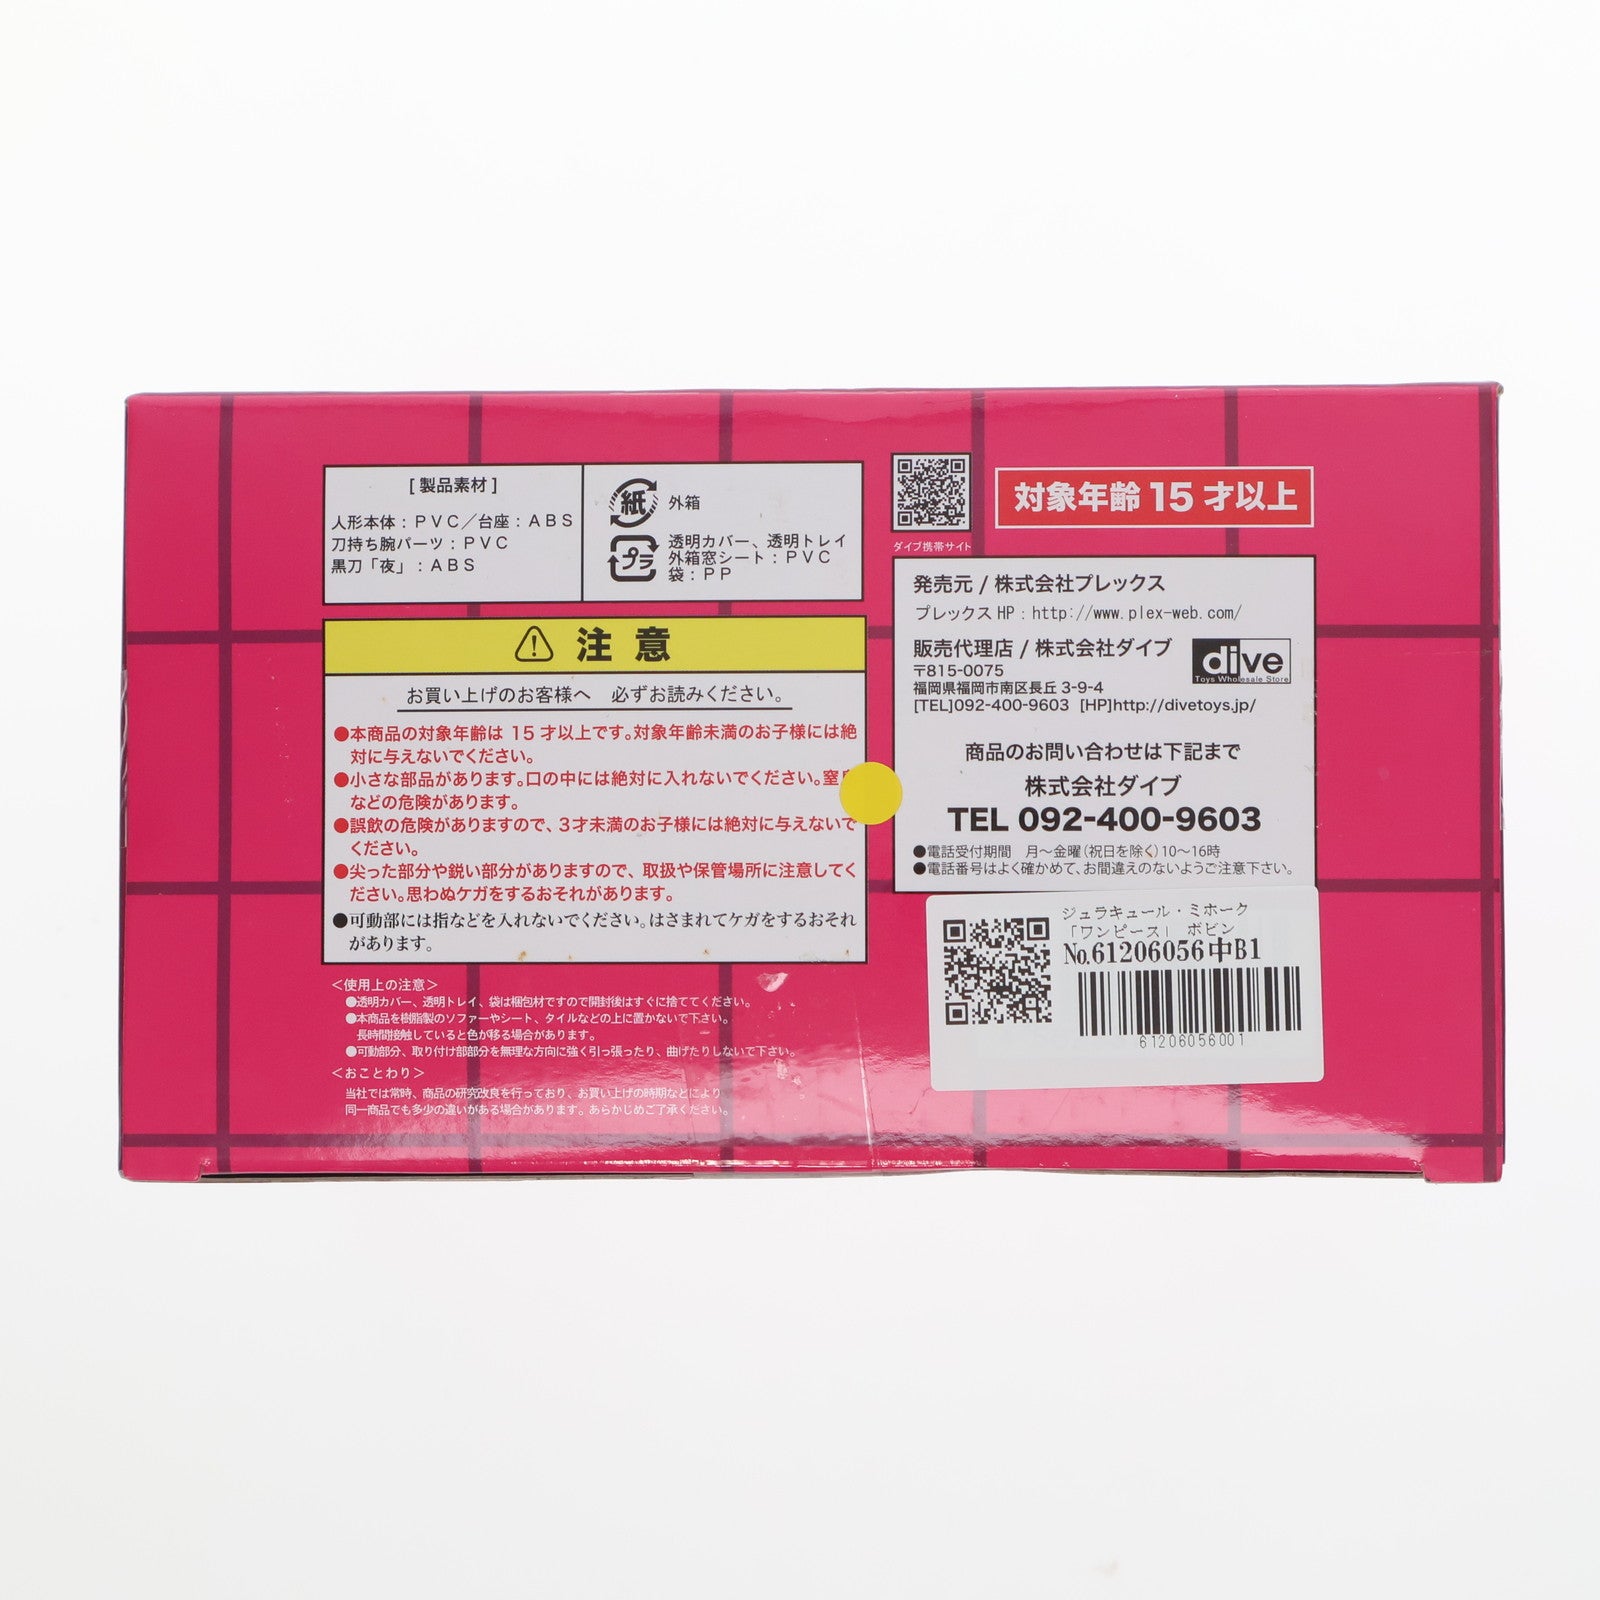 [ 製品素材 ]
人形本体：PVC／台座：ABS
刀持ち腕パーツ：PVC
黒刀「夜」：ABS
紙 外箱
プラ 透明カバー、透明トレイ
外箱窓シート：PVC
袋：PP
注意
お買い上げのお客様へ　必ずお読みください。
●本商品の対象年齢は 15 才以上です。対象年齢未満のお子様には絶
対に与えないでください。
●小さな部品があります。口の中には絶対に入れないでください。窒
などの危険があります。
●誤飲の危険がありますので、3才未満のお子様には絶対に与えないで
ください。
●尖った部分や鋭い部分がありますので、取扱や保管場所に注意してく
ださい。思わぬケガをするおそれがあります。
●可動部には指などを入れないでください。はさまれてケガをするおそれ
があります。
＜使用上の注意＞
●透明カバー、透明トレイ、袋は梱包材ですので開封後はすぐに捨ててください。
●本商品を樹脂製のソファーやシート、タイルなどの上に置かないで下さい。
長時間接触していると色が移る場合があります。
●可動部分、取り付け部部分を無理な方向に強く引っ張ったり、曲げたりしないで下さい。
＜おことわり＞
当社では常時、商品の研究改良を行っており、お買い上げの時期などにより
同一商品でも多少の違いがある場合があります。あらかじめご了承ください。
ダイブ携帯サイト
対象年齢 15 才以上
発売元 / 株式会社プレックス
プレックス HP：http://www.plex-web.com/
販売代理店 / 株式会社ダイブ
〒815-0075
福岡県福岡市南区長丘 3-9-4
[TEL]092-400-9603 [HP]http://divetoys.jp/
dive
Toys Wholesale Store
商品のお問い合わせは下記まで
株式会社ダイブ
TEL 092-400-9603
●電話受付期間　月～金曜（祝日を除く）10～16時
●電話番号はよく確かめて、お間違えのないようご注意下さい。
ジュラキュール・ミホーク
「ワンピース」 ボビン
No.61206056中B1
61206056001